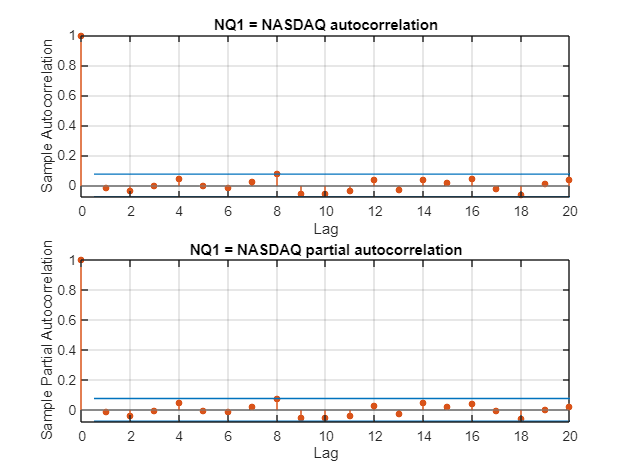 NQ1 = NASDAQ autocorrelation
Sample Autocorrelation
1
0.8
0.6
0.4
0.2
0
0 2 4 6 8 10 12 14 16 18 20
Lag
NQ1 = NASDAQ partial autocorrelation
Sample Partial Autocorrelation
1
0.8
0.6
0.4
0.2
0
0 2 4 6 8 10 12 14 16 18 20
Lag